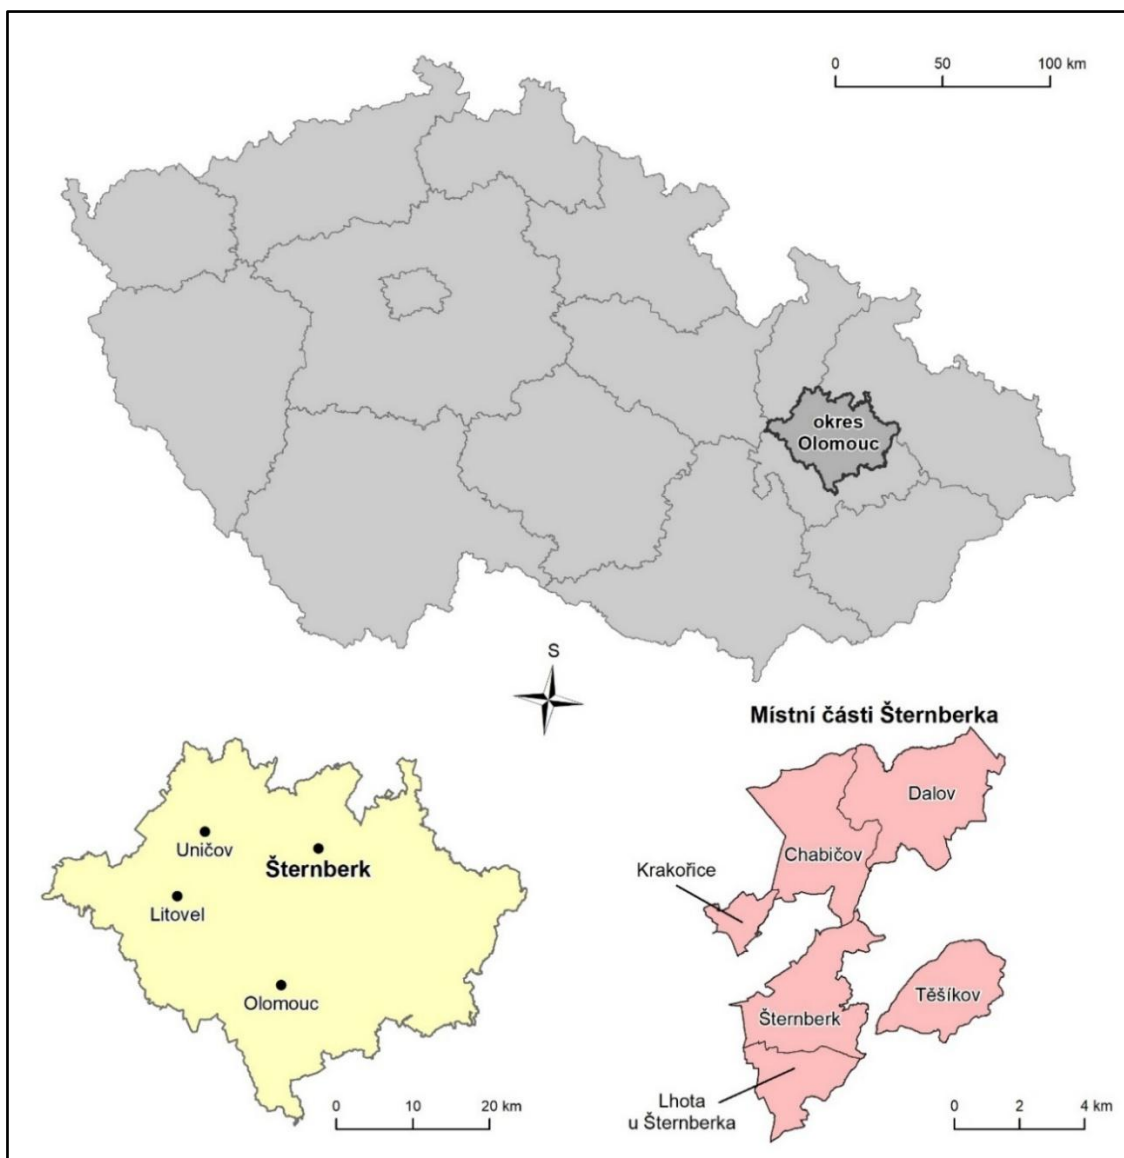 0 50 100 km
okres
Olomouc
S
Místní části Šternberka
Dalov
Uničov
Šternberk
Chabičov
Krakořice
Litovel
Těšíkov
Olomouc
Šternberk
Lhota
u Šternberka
0 10 20 km
0 2 4 km